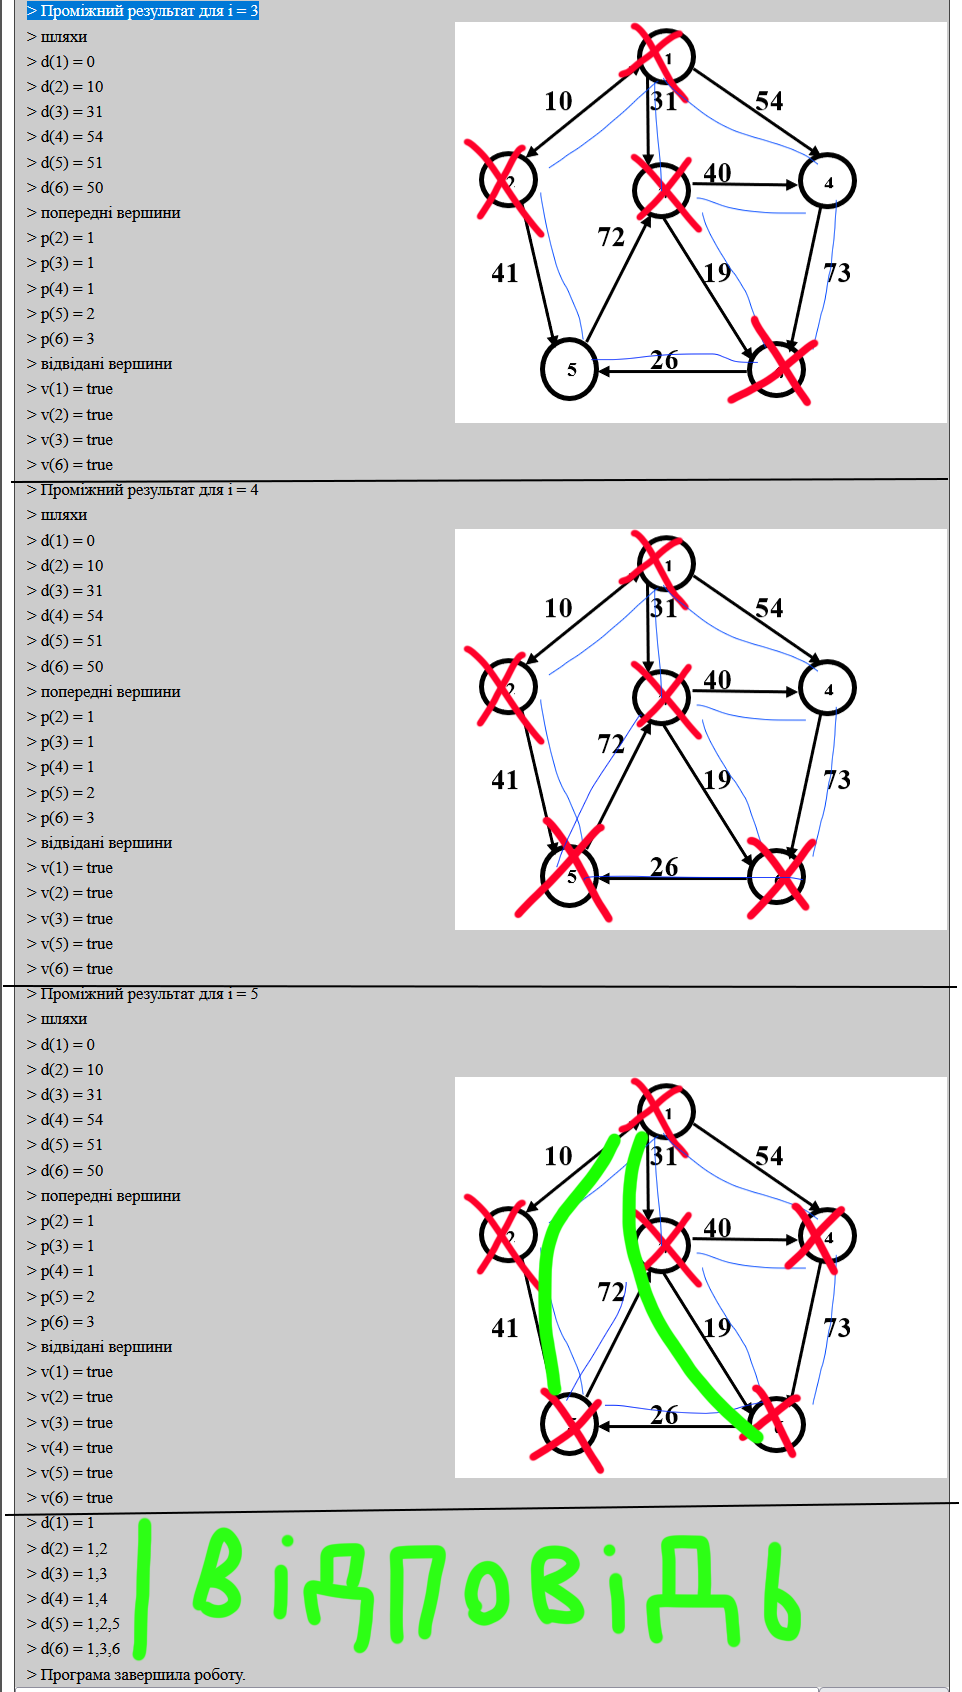 > Проміжний результат для i = 3
> шляхи
> d(1) = 0
> d(2) = 10
> d(3) = 31
> d(4) = 54
> d(5) = 51
> d(6) = 50
> попередні вершини
> p(2) = 1
> p(3) = 1
> p(4) = 1
> p(5) = 2
> p(6) = 3
> відвідані вершини
> v(1) = true
> v(2) = true
> v(3) = true
> v(6) = true
1
10
31
54
2
40
4
72
41
19
73
5
26
> Проміжний результат для i = 4
> шляхи
> d(1) = 0
> d(2) = 10
> d(3) = 31
> d(4) = 54
> d(5) = 51
> d(6) = 50
> попередні вершини
> p(2) = 1
> p(3) = 1
> p(4) = 1
> p(5) = 2
> p(6) = 3
> відвідані вершини
> v(1) = true
> v(2) = true
> v(3) = true
> v(5) = true
> v(6) = true
1
10
31
54
2
40
4
72
41
19
73
5
26
6
> Проміжний результат для i = 5
> шляхи
> d(1) = 0
> d(2) = 10
> d(3) = 31
> d(4) = 54
> d(5) = 51
> d(6) = 50
> попередні вершини
> p(2) = 1
> p(3) = 1
> p(4) = 1
> p(5) = 2
> p(6) = 3
> відвідані вершини
> v(1) = true
> v(2) = true
> v(3) = true
> v(4) = true
> v(5) = true
> v(6) = true
1
10
31
54
2
40
4
72
41
19
73
26
> d(1) = 1
> d(2) = 1,2
> d(3) = 1,3
> d(4) = 1,4
> d(5) = 1,2,5
> d(6) = 1,3,6
> Програма завершила роботу.
Відповідь